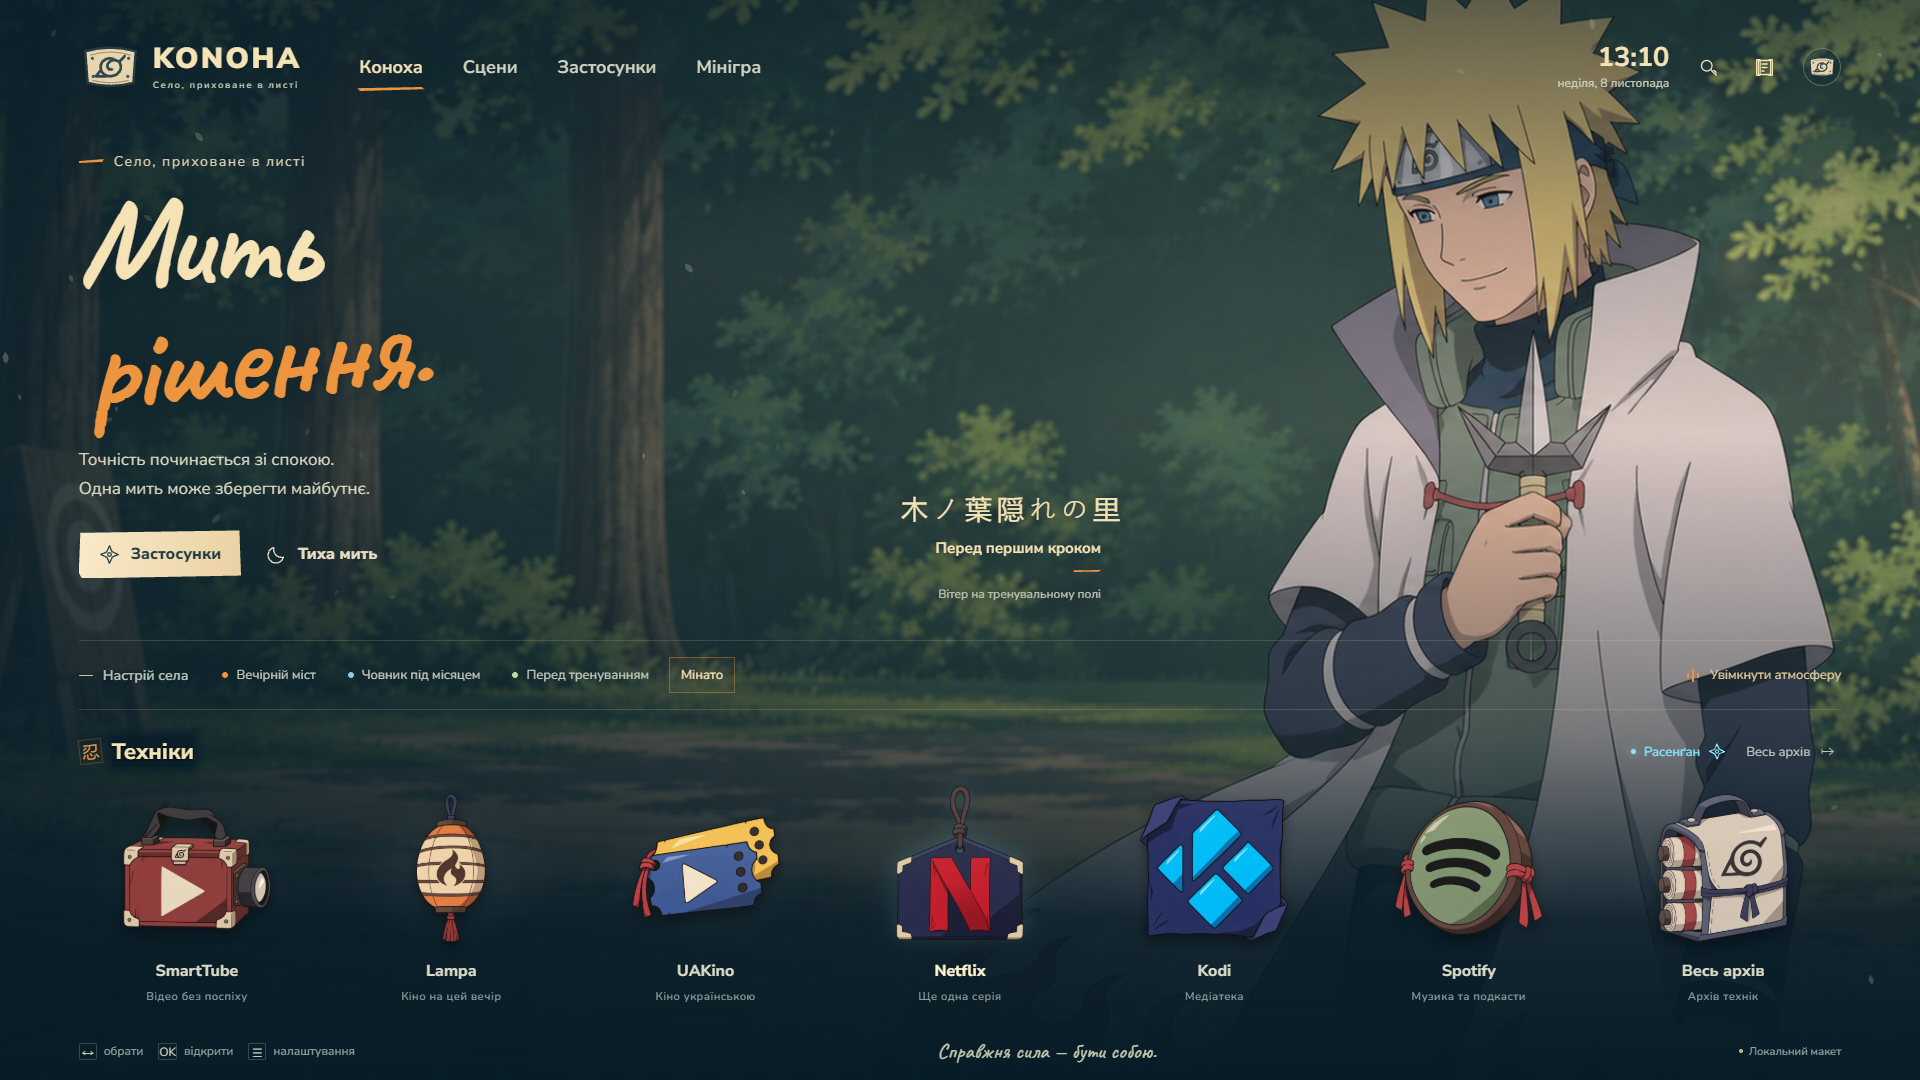 KONOHA
Село, приховане в листі
Коноха
Сцени
Застосунки
Мінігра
13:10
неділя, 8 листопада
Село, приховане в листі
Мить
рішення.
Точність починається зі спокою.
Одна мить може зберегти майбутнє.
Застосунки
Тиха мить
木ノ葉隠れの里
Перед першим кроком
Вітер на тренувальному полі
Настрій села
Вечірній міст
Човник під місяцем
Перед тренуванням
Мінато
Увімкнути атмосферу
忍 Техніки
Расенґан
Весь архів
N
SmartTube
Відео без поспіху
Lampa
Кіно на цей вечір
UAKino
Кіно українською
Netflix
Ще одна серія
Kodi
Медіатека
Spotify
Музика та подкасти
Весь архів
Архів технік
обрати
OK відкрити
налаштування
Справжня сила — бути собою.
Локальний макет